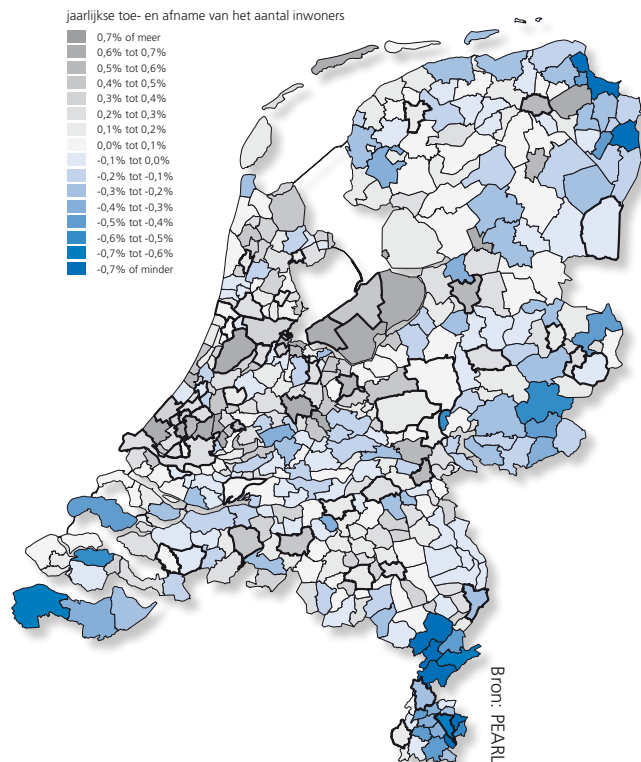 jaarlijkse toe- en afname van het aantal inwoners
0,7% of meer
0,6% tot 0,7%
0,5% tot 0,6%
0,4% tot 0,5%
0,3% tot 0,4%
0,2% tot 0,3%
0,1% tot 0,2%
0,0% tot 0,1%
-0,1% tot 0,0%
-0,2% tot -0,1%
-0,3% tot -0,2%
-0,4% tot -0,3%
-0,5% tot -0,4%
-0,6% tot -0,5%
-0,7% tot -0,6%
-0,7% of minder
Bron: PEARL